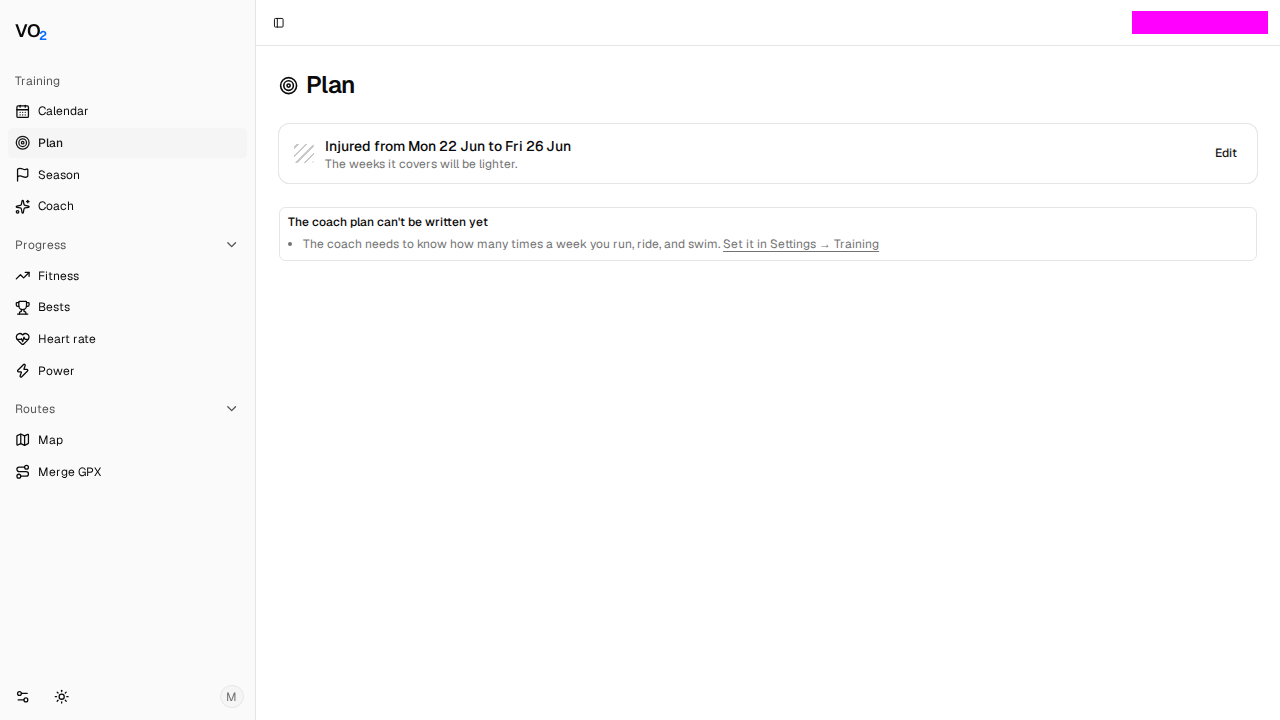 VO2
Training
Calendar
Plan
Season
Coach
Progress
Fitness
Bests
Heart rate
Power
Routes
Map
Merge GPX
M
Plan
Injured from Mon 22 Jun to Fri 26 Jun
The weeks it covers will be lighter.
Edit
The coach plan can't be written yet
• The coach needs to know how many times a week you run, ride, and swim. Set it in Settings → Training